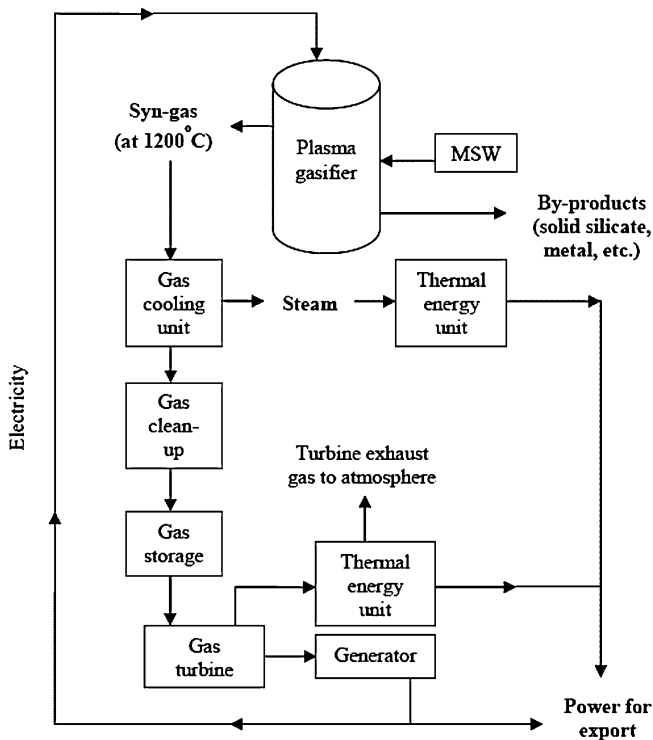 Syn-gas
(at 1200°C)
Plasma
gasifier
MSW
By-products
(solid silicate,
metal, etc.)
Gas
cooling
unit
Steam
Thermal
energy
unit
Electricity
Gas
clean-
up
Turbine exhaust
gas to atmosphere
Gas
storage
Thermal
energy
unit
Gas
turbine
Generator
Power for
export